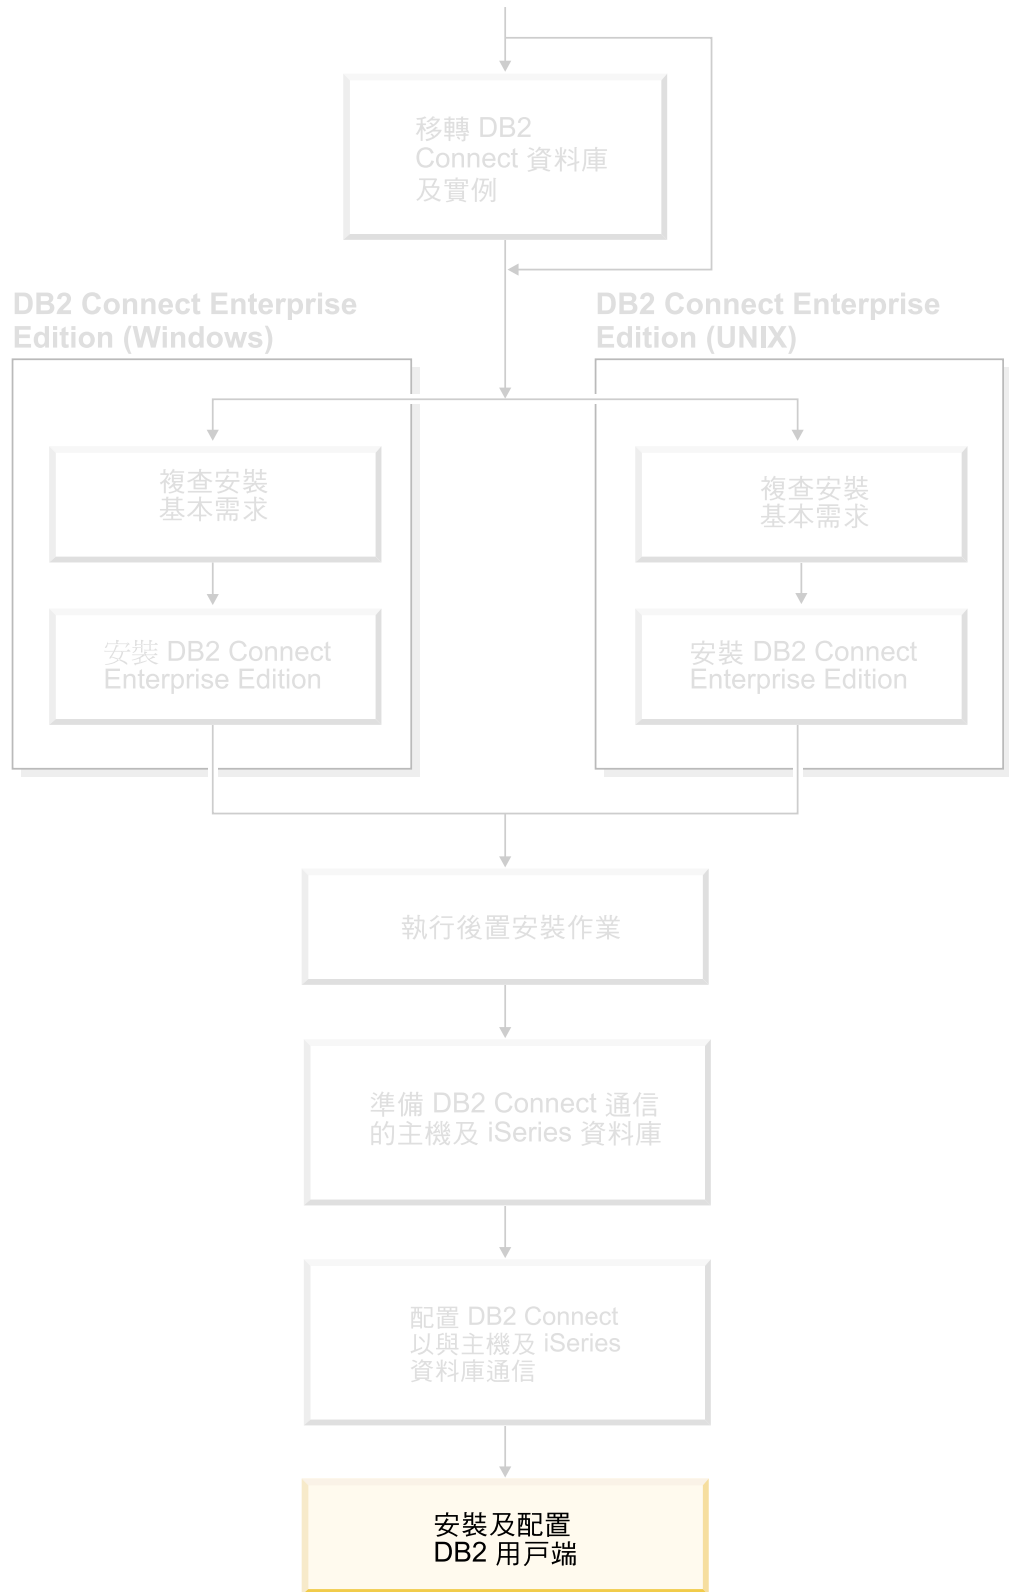 移轉 DB2
Connect 資料庫
及實例
DB2 Connect Enterprise
Edition (Windows)
DB2 Connect Enterprise
Edition (UNIX)
複查安裝
基本需求
複查安裝
基本需求
安裝 DB2 Connect
Enterprise Edition
安裝 DB2 Connect
Enterprise Edition
執行後置安裝作業
準備 DB2 Connect 通信
的主機及 iSeries 資料庫
配置 DB2 Connect
以與主機及 iSeries
資料庫通信
安裝及配置
DB2 用戶端